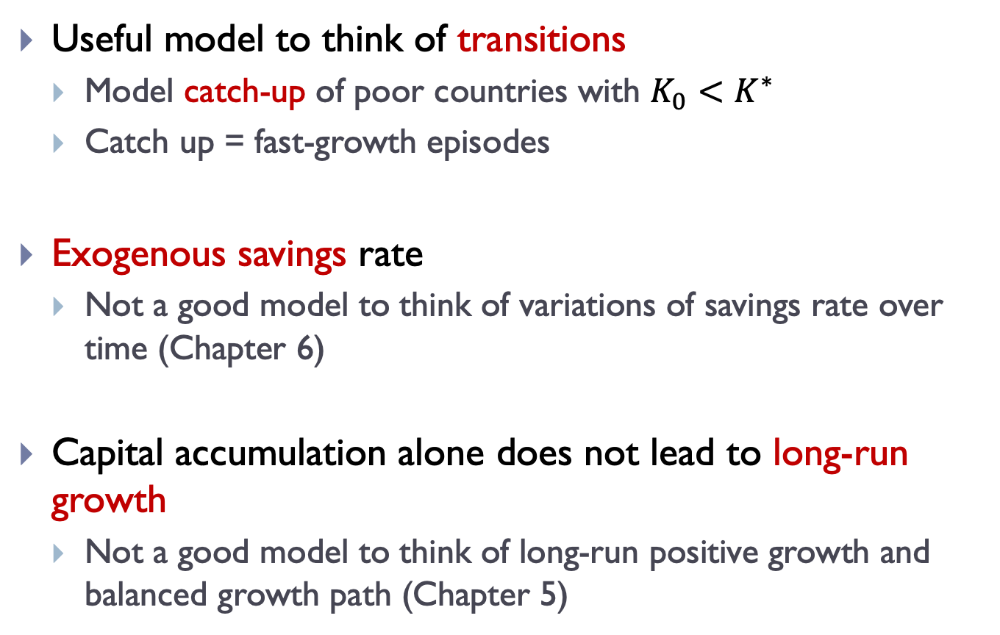 Useful model to think of transitions
Model catch-up of poor countries with K₀ < K*
Catch up = fast-growth episodes
Exogenous savings rate
Not a good model to think of variations of savings rate over
time (Chapter 6)
Capital accumulation alone does not lead to long-run
growth
Not a good model to think of long-run positive growth and
balanced growth path (Chapter 5)